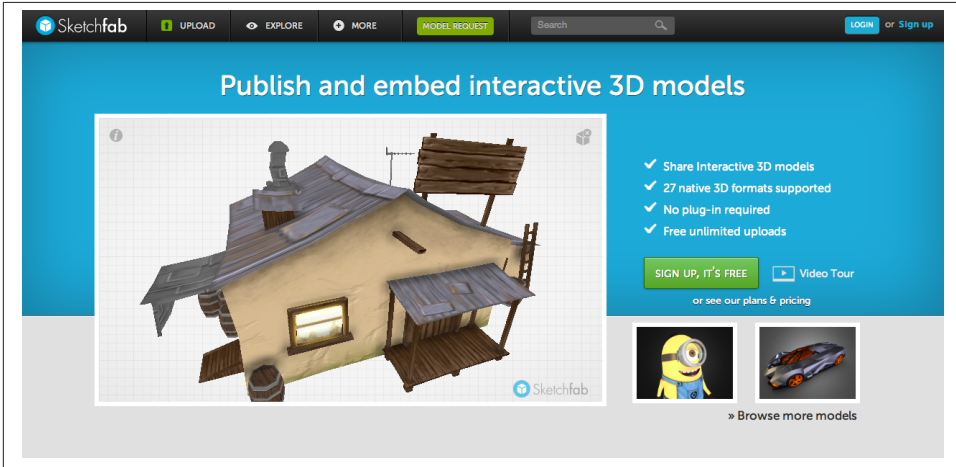 Sketchfab UPLOAD EXPLORE MORE MODEL REQUEST Search LOGIN or Sign up
Publish and embed interactive 3D models
Share Interactive 3D models
27 native 3D formats supported
No plug-in required
Free unlimited uploads
SIGN UP, IT'S FREE Video Tour
or see our plans & pricing
Sketchfab
» Browse more models